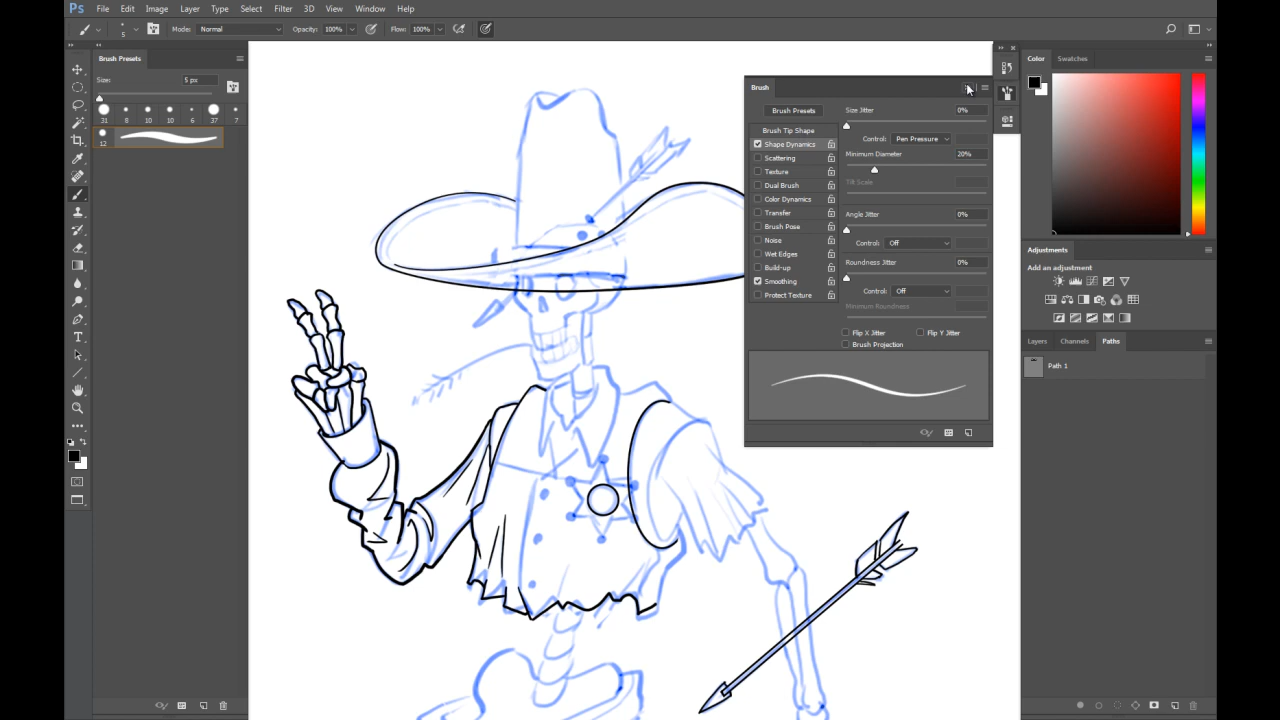 Ps File Edit Image Layer Type Select Filter 3D View Window Help
5 Mode: Normal Opacity: 100% Flow: 100%
Brush Presets
Size: 5 px
31 8 10 10 6 37 7
12
Brush
Brush Presets
Brush Tip Shape
Shape Dynamics
Scattering
Texture
Dual Brush
Color Dynamics
Transfer
Brush Pose
Noise
Wet Edges
Build-up
Smoothing
Protect Texture
Size Jitter 0%
Control: Pen Pressure
Minimum Diameter 20%
Tilt Scale
Angle Jitter 0%
Control: Off
Roundness Jitter 0%
Control: Off
Minimum Roundness
Flip X Jitter Flip Y Jitter
Brush Projection
Color Swatches
Adjustments
Add an adjustment
Layers Channels Paths
Path 1